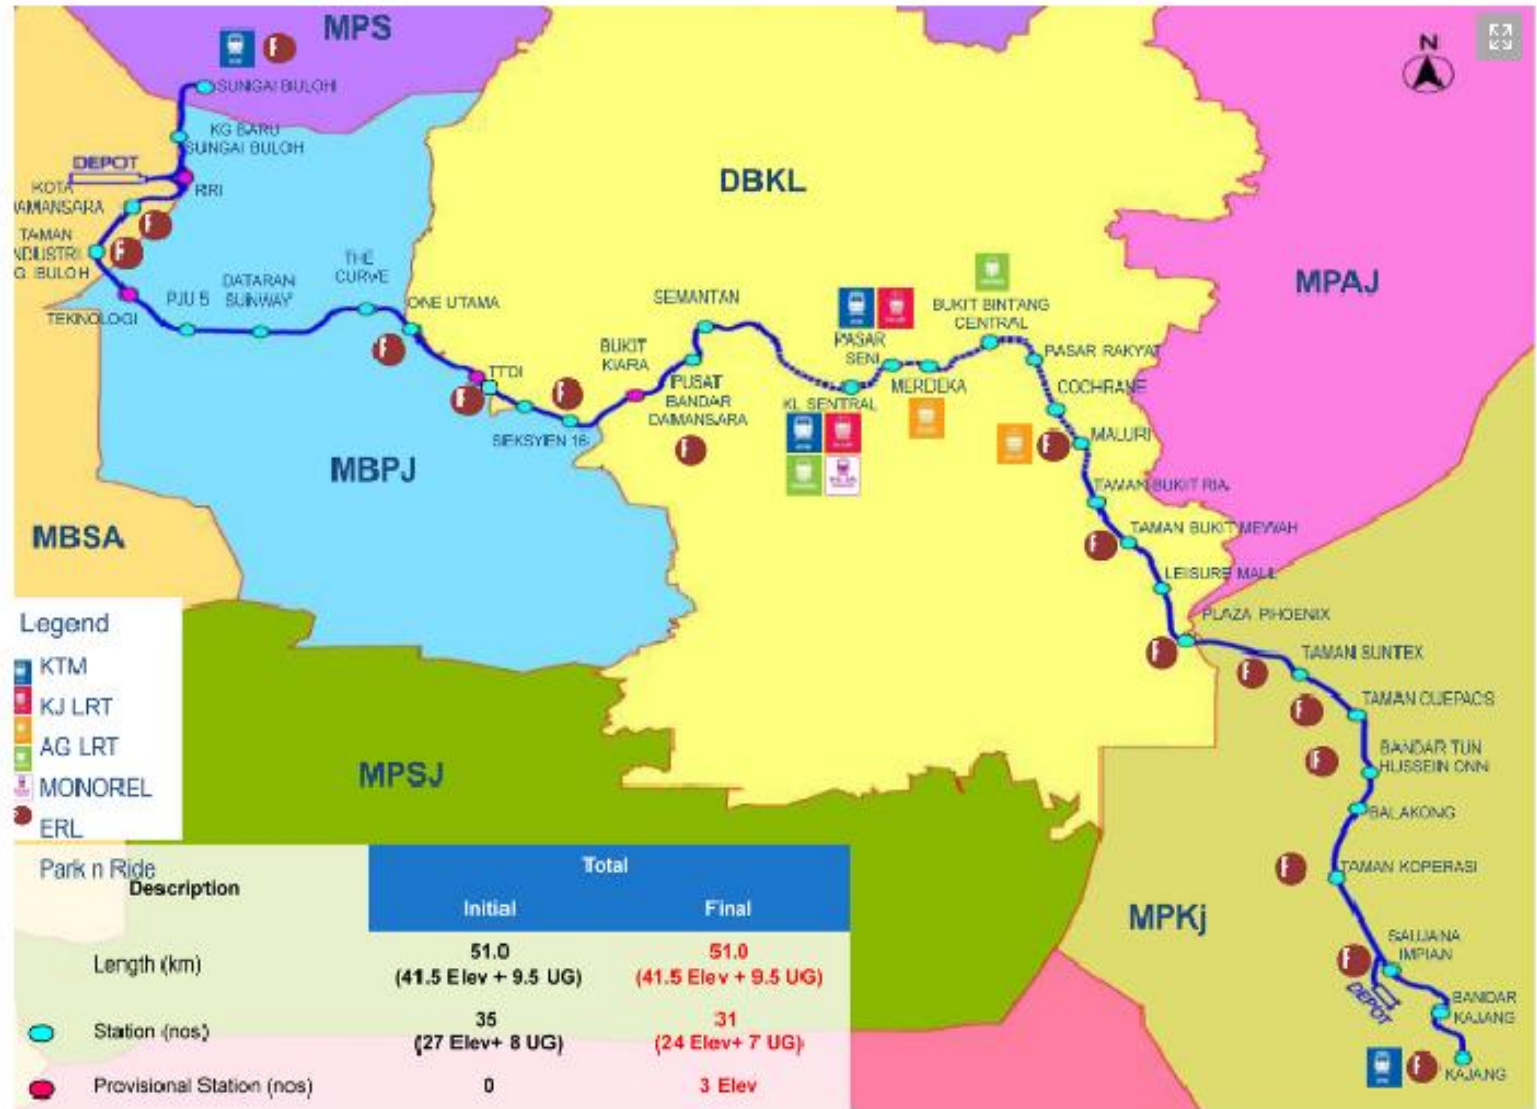 MPS
N
SUNGAI BULOH
KG BARU
SUNGAI BULOH
DEPOT
RRI
KOTA
DAMANSARA
TAMAN
INDUSTRI
G. BULOH
TEKNOLOGI
PJU 5
DATARAN
SUNWAY
THE
CURVE
ONE UTAMA
TTDI
SEKSYIEN 16
BUKIT
KIARA
PUSAT
BANDAR
DAMANSARA
SEMANTAN
KL SENTRAL
PASAR
SENI
MERDEKA
BUKIT BINTANG
CENTRAL
PASAR RAKYAT
COCHRANE
MALURI
TAMAN BUKIT RIA
TAMAN BUKIT MEWAH
LEISURE MALL
PLAZA PHOENIX
TAMAN SUNTEX
TAMAN CUEPACS
BANDAR TUN
HUSSEIN ONN
BALAKONG
TAMAN KOPERASI
SAUJANA
IMPIAN
DEPOT
BANDAR
KAJANG
KAJANG
DBKL
MPAJ
MBPJ
MBSA
MPSJ
MPKj
Legend
KTM
KJ LRT
AG LRT
MONOREL
ERL
Park n Ride
Description
Total
Initial
Final
Length (km)
51.0
(41.5 Elev + 9.5 UG)
51.0
(41.5 Elev + 9.5 UG)
Station (nos)
35
(27 Elev+ 8 UG)
31
(24 Elev+ 7 UG)
Provisional Station (nos)
0
3 Elev